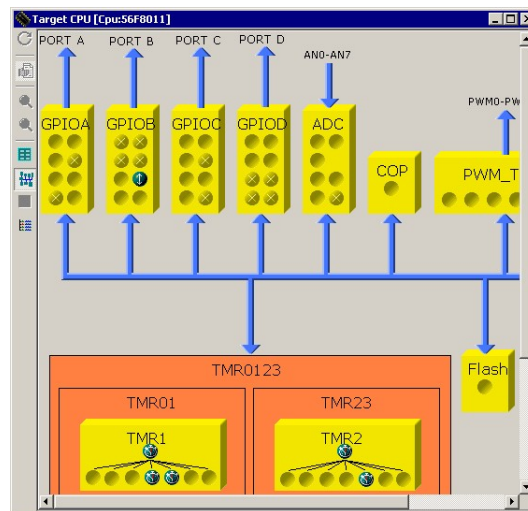 Target CPU [Cpu:56F8011]
PORT A PORT B PORT C PORT D
AN0-AN7
PWM0-PW
GPIOA GPIOB GPIOC GPIOD ADC
COP PWM_T
TMR0123 Flash
TMR01 TMR23
TMR1 TMR2